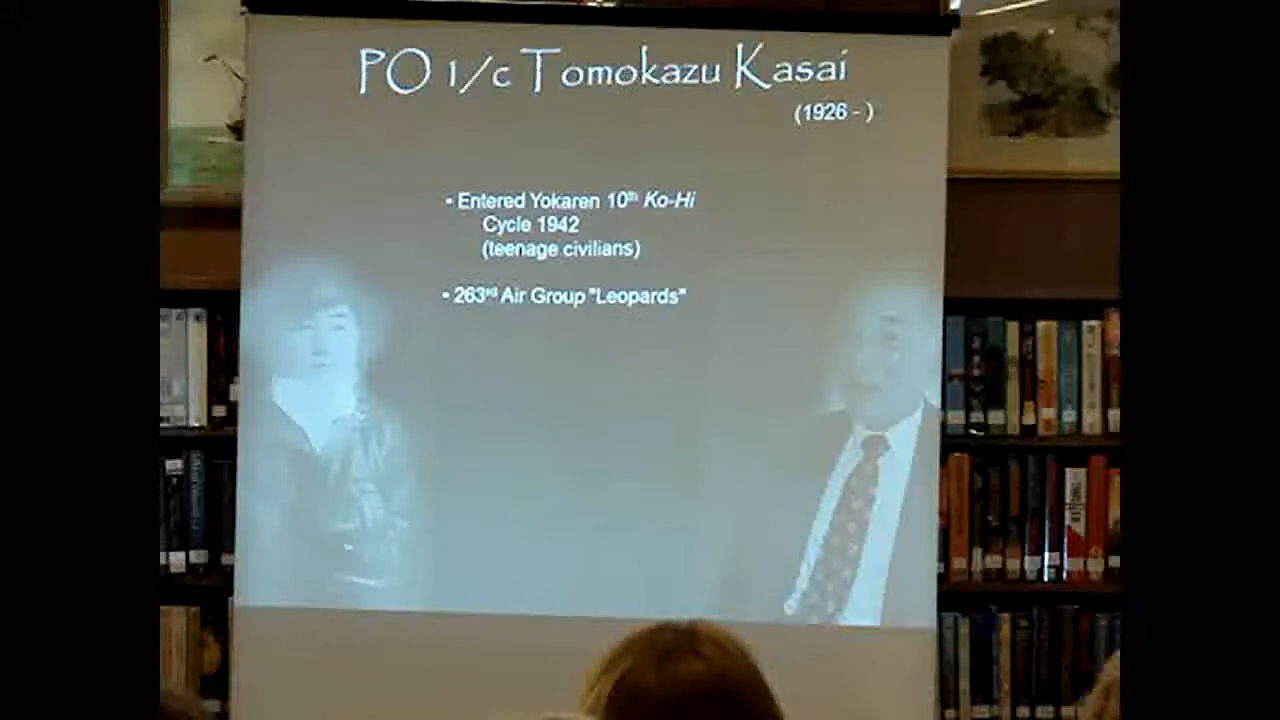 PO 1/c Tomokazu Kasai
(1926 - )
• Entered Yokaren 10th Ko-Hi
Cycle 1942
(teenage civilians)
• 263rd Air Group "Leopards"